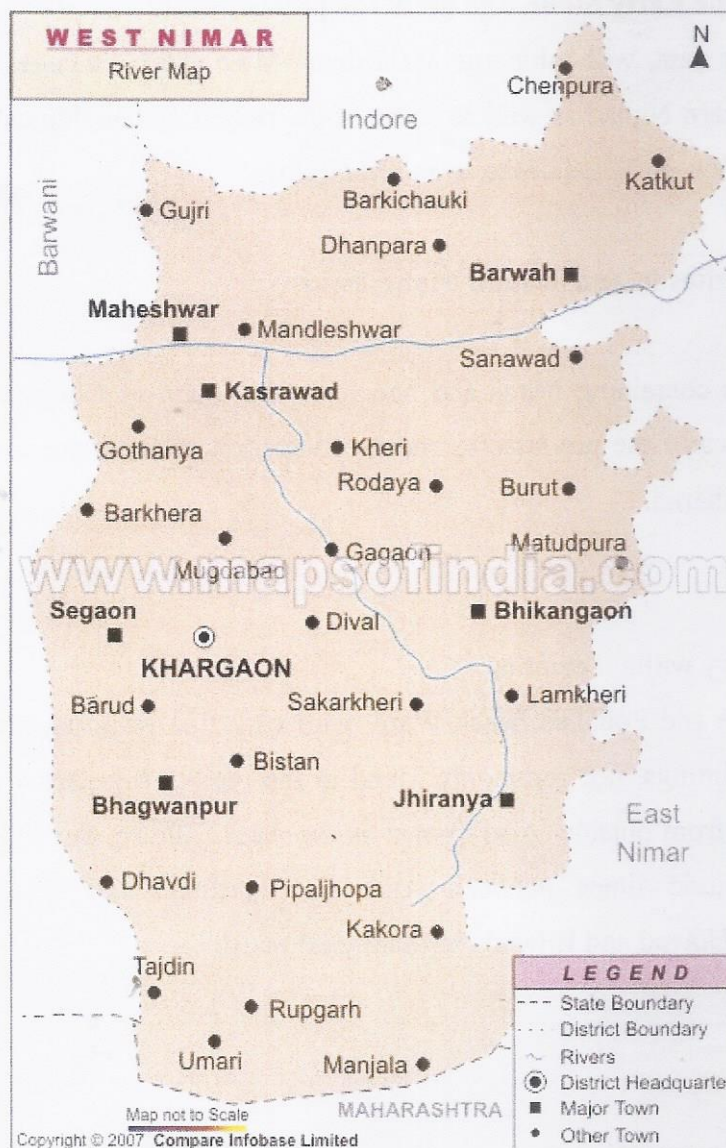 WEST NIMAR
River Map
N
Chenpura
Indore
Katkut
Barkichauki
Gujri
Barwani
Dhanpara
Barwah
Maheshwar
Mandleshwar
Sanawad
Kasrawad
Gothanya
Kheri
Rodaya
Burut
Barkhera
Gagaon
Matudpura
Mugdabad
www.mapsofindia.com
Segaon
Dival
Bhikangaon
KHARGAON
Barud
Sakarkheri
Lamkheri
Bistan
Bhagwanpur
Jhiranya
East
Nimar
Dhavdi
Pipaljhopa
Kakora
Tajdin
Rupgarh
Umari
Manjala
LEGEND
State Boundary
District Boundary
Rivers
District Headquarte
Major Town
Other Town
Map not to Scale
MAHARASHTRA
Copyright © 2007 Compare Infobase Limited